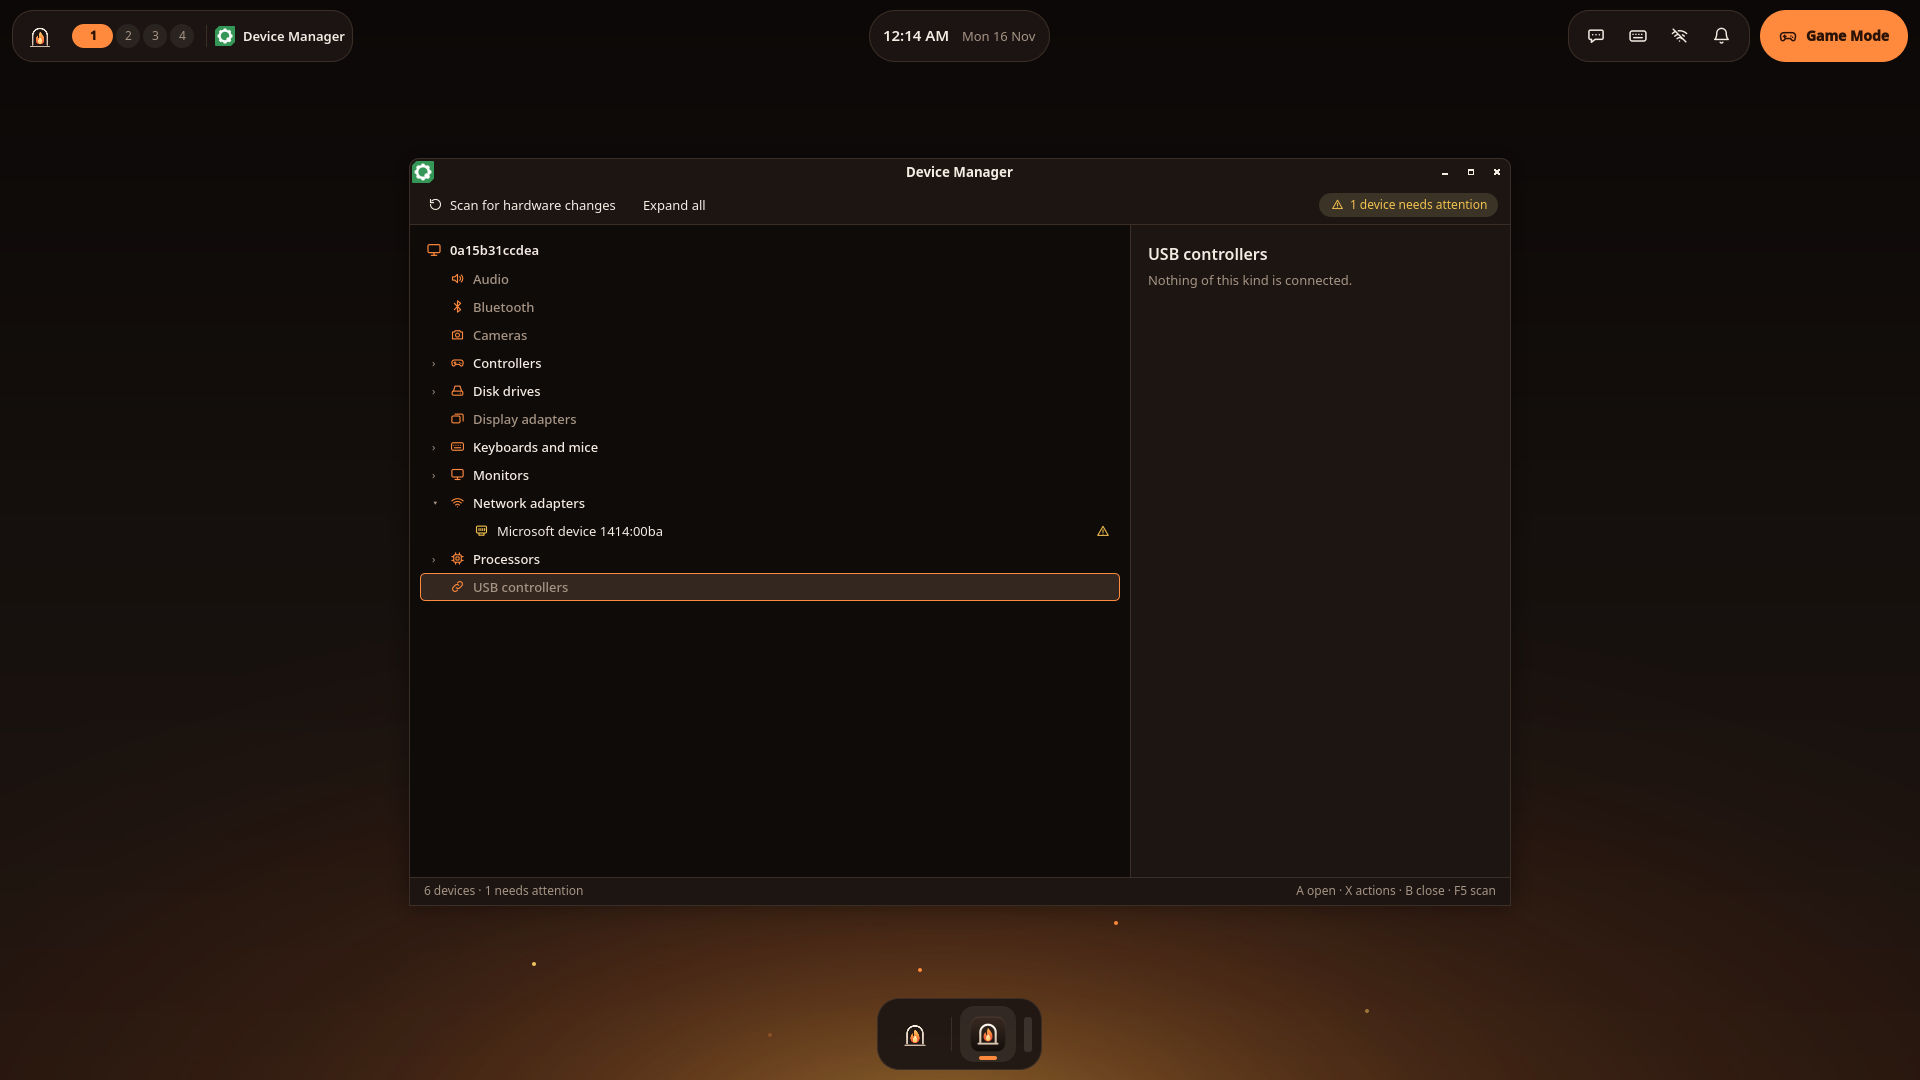 1 2 3 4 Device Manager
12:14 AM Mon 16 Nov
Game Mode
Device Manager
Scan for hardware changes Expand all
1 device needs attention
0a15b31ccdea
Audio
Bluetooth
Cameras
Controllers
Disk drives
Display adapters
Keyboards and mice
Monitors
Network adapters
Microsoft device 1414:00ba
Processors
USB controllers
USB controllers
Nothing of this kind is connected.
6 devices · 1 needs attention
A open · X actions · B close · F5 scan